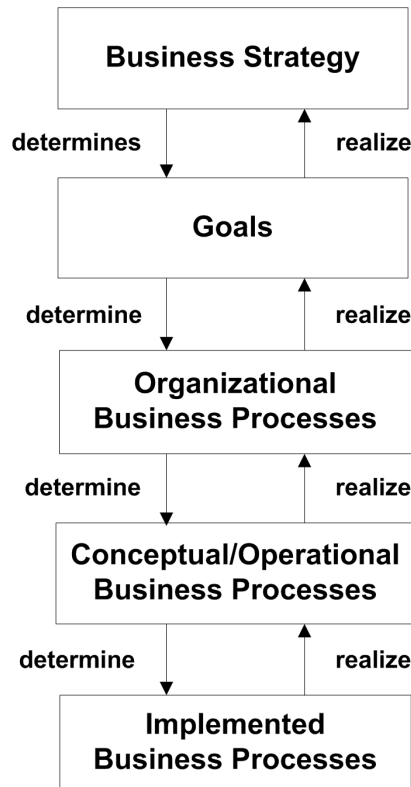 Business Strategy
determines realize
Goals
determine realize
Organizational
Business Processes
determine realize
Conceptual/Operational
Business Processes
determine realize
Implemented
Business Processes